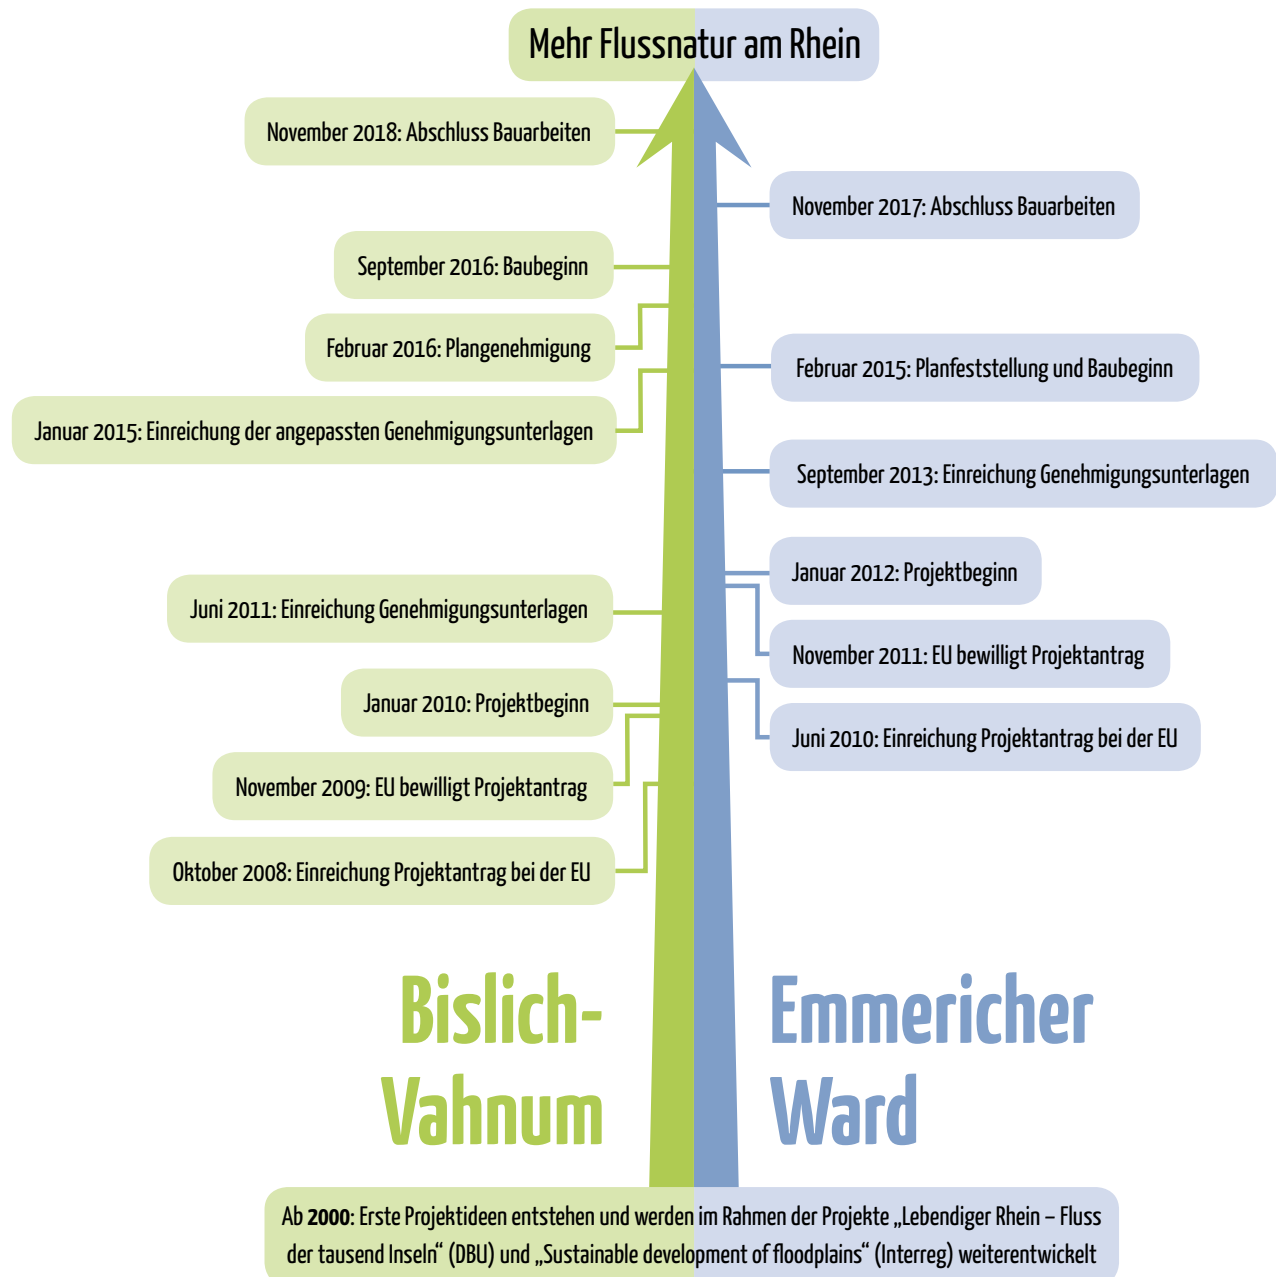 Mehr Flussnatur am Rhein
November 2018: Abschluss Bauarbeiten
November 2017: Abschluss Bauarbeiten
September 2016: Baubeginn
Februar 2016: Plangenehmigung
Februar 2015: Planfeststellung und Baubeginn
Januar 2015: Einreichung der angepassten Genehmigungsunterlagen
September 2013: Einreichung Genehmigungsunterlagen
Januar 2012: Projektbeginn
Juni 2011: Einreichung Genehmigungsunterlagen
November 2011: EU bewilligt Projektantrag
Januar 2010: Projektbeginn
Juni 2010: Einreichung Projektantrag bei der EU
November 2009: EU bewilligt Projektantrag
Oktober 2008: Einreichung Projektantrag bei der EU
Bislich-
Vahnum
Emmericher
Ward
Ab 2000: Erste Projektideen entstehen und werden im Rahmen der Projekte „Lebendiger Rhein – Fluss
der tausend Inseln“ (DBU) und „Sustainable development of floodplains“ (Interreg) weiterentwickelt